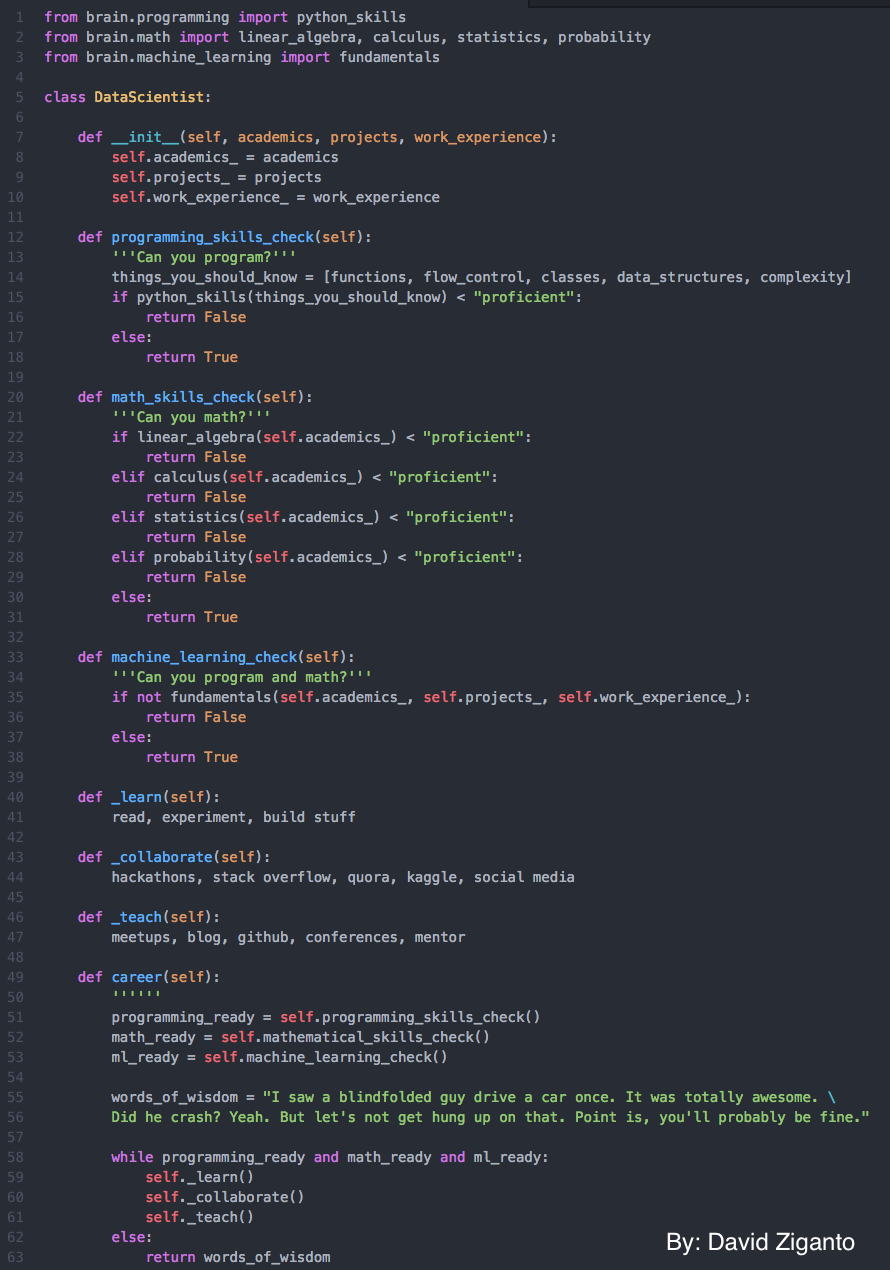 1 from brain.programming import python_skills
2 from brain.math import linear_algebra, calculus, statistics, probability
3 from brain.machine_learning import fundamentals
4
5 class DataScientist:
6
7     def __init__(self, academics, projects, work_experience):
8         self.academics_ = academics
9         self.projects_ = projects
10         self.work_experience_ = work_experience
11
12     def programming_skills_check(self):
13         '''Can you program?'''
14         things_you_should_know = [functions, flow_control, classes, data_structures, complexity]
15         if python_skills(things_you_should_know) < "proficient":
16             return False
17         else:
18             return True
19
20     def math_skills_check(self):
21         '''Can you math?'''
22         if linear_algebra(self.academics_) < "proficient":
23             return False
24         elif calculus(self.academics_) < "proficient":
25             return False
26         elif statistics(self.academics_) < "proficient":
27             return False
28         elif probability(self.academics_) < "proficient":
29             return False
30         else:
31             return True
32
33     def machine_learning_check(self):
34         '''Can you program and math?'''
35         if not fundamentals(self.academics_, self.projects_, self.work_experience_):
36             return False
37         else:
38             return True
39
40     def _learn(self):
41         read, experiment, build stuff
42
43     def _collaborate(self):
44         hackathons, stack overflow, quora, kaggle, social media
45
46     def _teach(self):
47         meetups, blog, github, conferences, mentor
48
49     def career(self):
50         ''''''
51         programming_ready = self.programming_skills_check()
52         math_ready = self.mathematical_skills_check()
53         ml_ready = self.machine_learning_check()
54
55         words_of_wisdom = "I saw a blindfolded guy drive a car once. It was totally awesome. \
56         Did he crash? Yeah. But let's not get hung up on that. Point is, you'll probably be fine."
57
58         while programming_ready and math_ready and ml_ready:
59             self._learn()
60             self._collaborate()
61             self._teach()
62         else:
63             return words_of_wisdom
By: David Ziganto